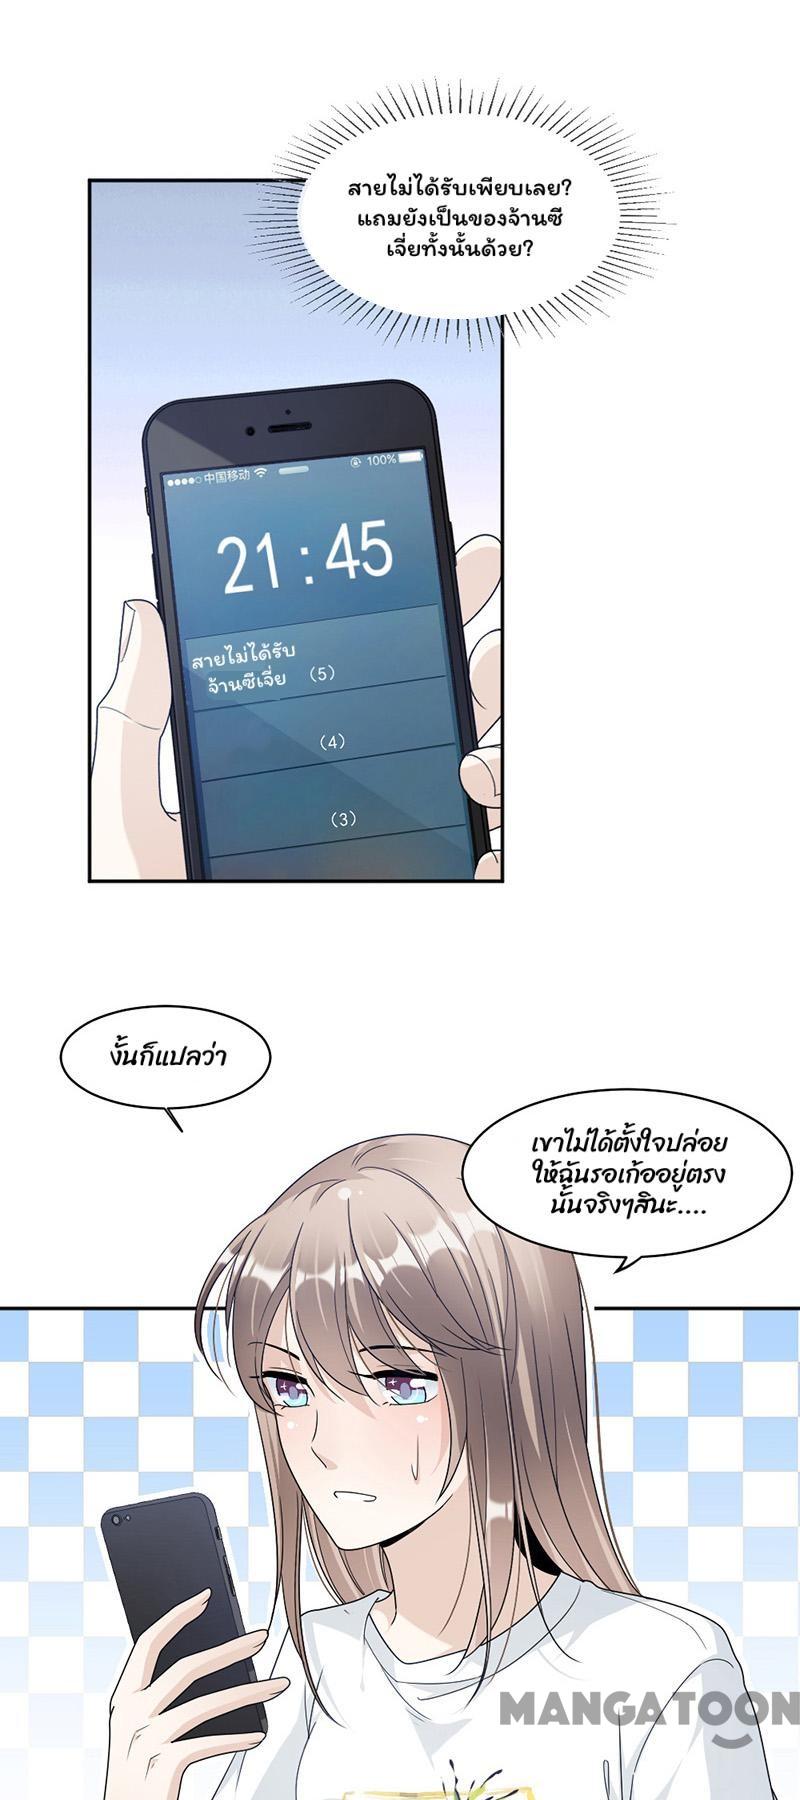 สายไม่ได้รับเพียบเลย?
แถมยังเป็นของจ้านซี
เจี่ยทั้งนั้นด้วย?
中国移动
100%
21:45
สายไม่ได้รับ
จ้านซีเจี่ย (5)
(4)
(3)
งั้นก็แปลว่า
เขาไม่ได้ตั้งใจปล่อย
ให้ฉันรอเก้ออยู่ตรง
นั้นจริงๆสินะ....
MANGATOON